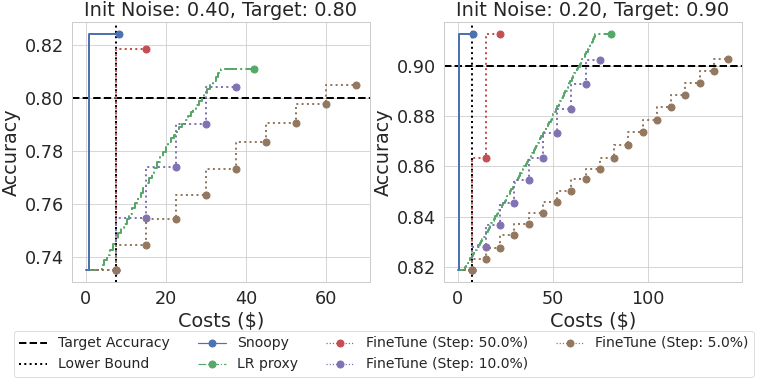 Init Noise: 0.40, Target: 0.80
Init Noise: 0.20, Target: 0.90
Accuracy
0.82
0.80
0.78
0.76
0.74
0 20 40 60
Costs ($)
Accuracy
0.90
0.88
0.86
0.84
0.82
0 50 100
Costs ($)
Target Accuracy
Lower Bound
Snoopy
LR proxy
FineTune (Step: 50.0%)
FineTune (Step: 10.0%)
FineTune (Step: 5.0%)